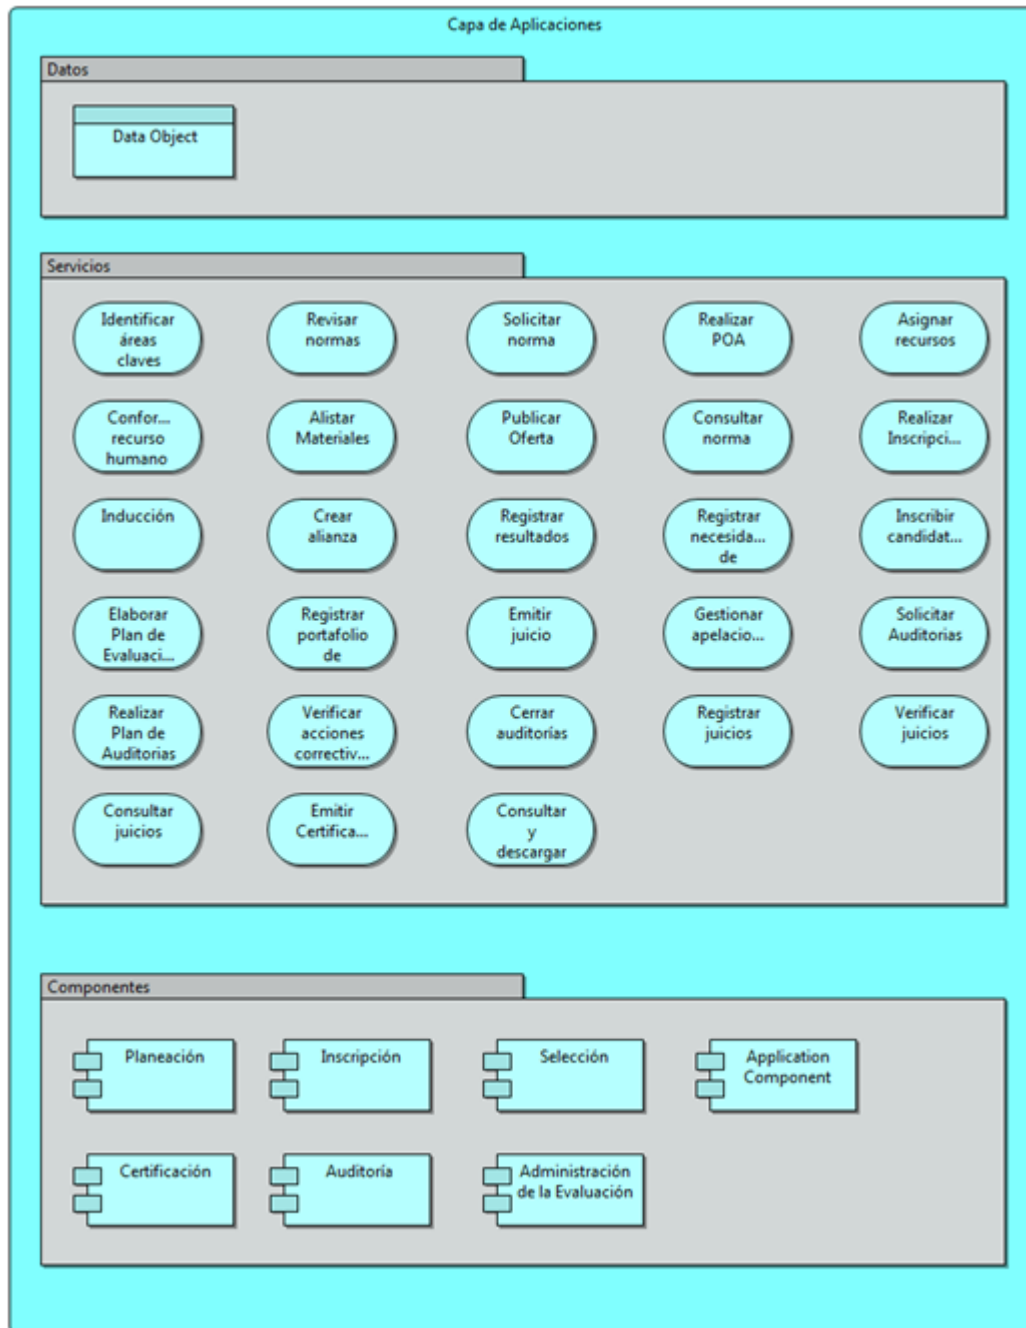 Capa de Aplicaciones
Datos
Data Object
Servicios
Identificar
áreas
claves
Revisar
normas
Solicitar
norma
Realizar
POA
Asignar
recursos
Confor...
recurso
humano
Alistar
Materiales
Publicar
Oferta
Consultar
norma
Realizar
Inscripci...
Inducción
Crear
alianza
Registrar
resultados
Registrar
necesida...
de
Inscribir
candidat...
Elaborar
Plan de
Evaluaci...
Registrar
portafolio
de
Emitir
juicio
Gestionar
apelacio...
Solicitar
Auditorias
Realizar
Plan de
Auditorias
Verificar
acciones
correctiv...
Cerrar
auditorías
Registrar
juicios
Verificar
juicios
Consultar
juicios
Emitir
Certifica...
Consultar
y
descargar
Componentes
Planeación
Inscripción
Selección
Application
Component
Certificación
Auditoría
Administración
de la Evaluación